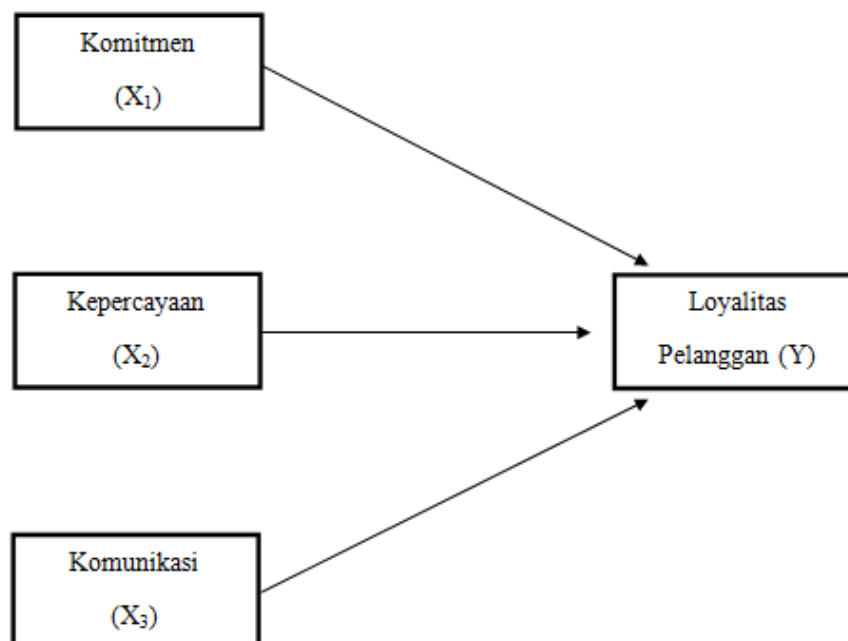 Komitmen
(X₁)
Kepercayaan
(X₂)
Loyalitas
Pelanggan (Y)
Komunikasi
(X₃)